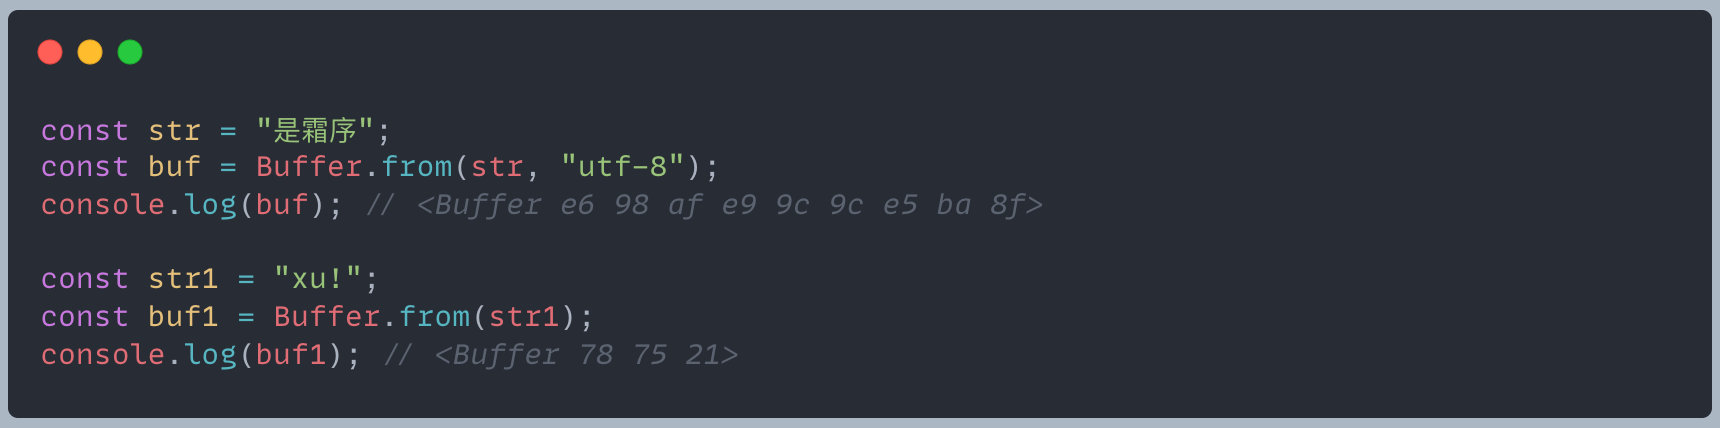 const str = "是霜序";
const buf = Buffer.from(str, "utf-8");
console.log(buf); // <Buffer e6 98 af e9 9c 9c e5 ba 8f>
const str1 = "xu!";
const buf1 = Buffer.from(str1);
console.log(buf1); // <Buffer 78 75 21>